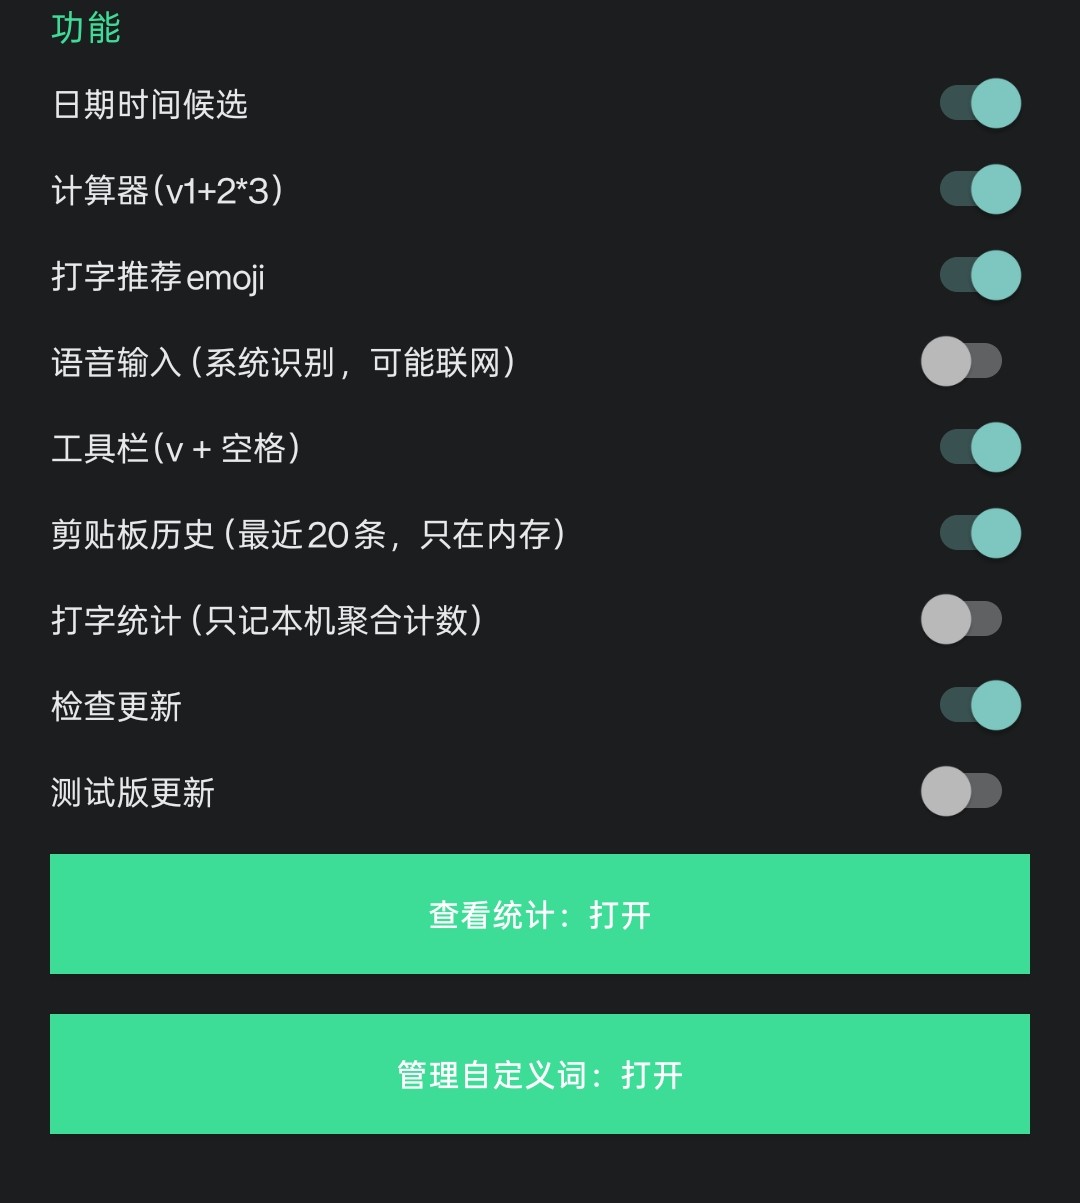 功能
日期时间候选
计算器(v1+2*3)
打字推荐emoji
语音输入(系统识别，可能联网)
工具栏(v + 空格)
剪贴板历史(最近20条，只在内存)
打字统计(只记本机聚合计数)
检查更新
测试版更新
查看统计：打开
管理自定义词：打开